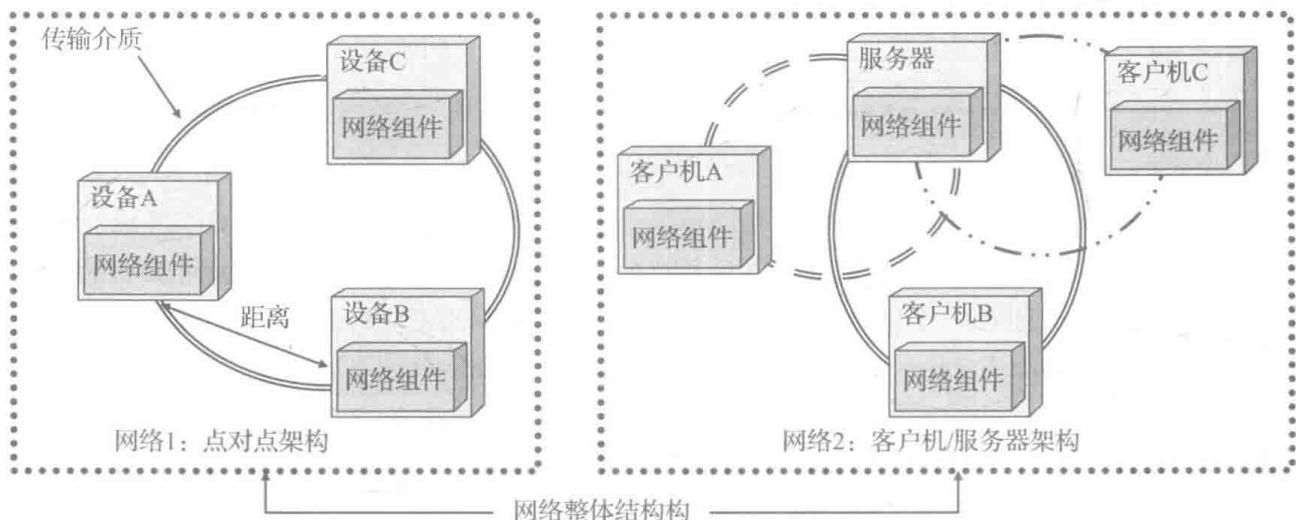 传输介质
设备C
网络组件
设备A
网络组件
距离
设备B
网络组件
网络1：点对点架构
服务器
网络组件
客户机C
网络组件
客户机A
网络组件
客户机B
网络组件
网络2：客户机/服务器架构
网络整体结构构